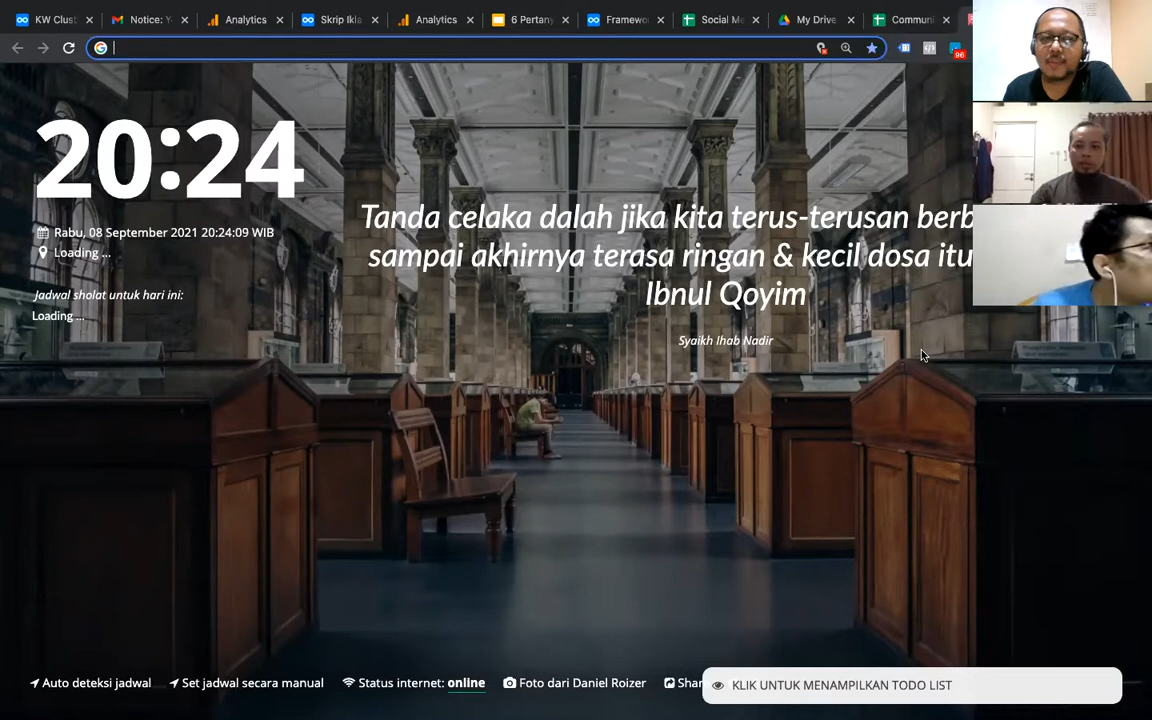 KW Clust
Notice: Y
Analytics
Skrip Ikla
Analytics
6 Pertany
Framewo
Social Me
My Drive
Communi
96
20:24
Rabu, 08 September 2021 20:24:09 WIB
Loading ...
Jadwal sholat untuk hari ini:
Loading ...
Tanda celaka dalah jika kita terus-terusan berb
sampai akhirnya terasa ringan & kecil dosa itu
Ibnul Qoyim
Syaikh Ihab Nadir
Auto deteksi jadwal
Set jadwal secara manual
Status internet: online
Foto dari Daniel Roizer
Shar
KLIK UNTUK MENAMPILKAN TODO LIST